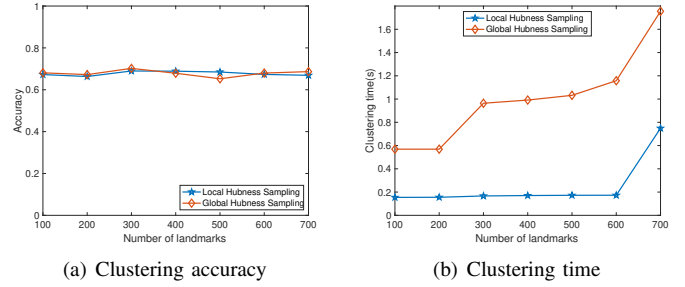 1
0.8
0.6
0.4
0.2
0
Accuracy
Local Hubness Sampling
Global Hubness Sampling
100 200 300 400 500 600 700
Number of landmarks
(a) Clustering accuracy
Local Hubness Sampling
Global Hubness Sampling
1.6
1.4
1.2
1
0.8
0.6
0.4
0.2
0
Clustering time(s)
100 200 300 400 500 600 700
Number of landmarks
(b) Clustering time